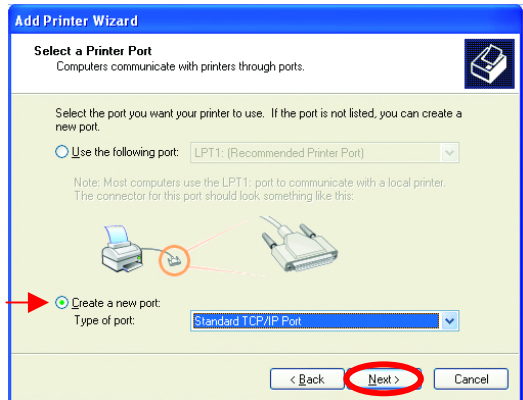 Add Printer Wizard
Select a Printer Port
Computers communicate with printers through ports.
Select the port you want your printer to use. If the port is not listed, you can create a
new port.
Use the following port: LPT1: (Recommended Printer Port)
Note: Most computers use the LPT1: port to communicate with a local printer.
The connector for this port should look something like this:
Create a new port:
Type of port: Standard TCP/IP Port
< Back Next > Cancel